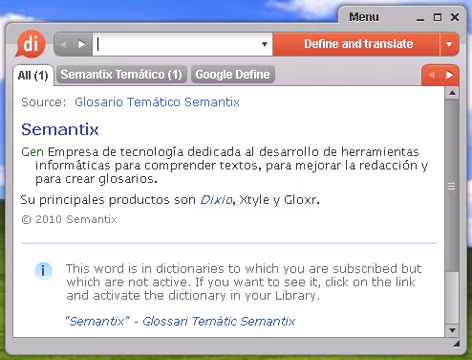 Menu
di
Define and translate
All (1)
Semantix Temático (1)
Google Define
Source: Glosario Temático Semantix
Semantix
Gen Empresa de tecnología dedicada al desarrollo de herramientas
informáticas para comprender textos, para mejorar la redacción y
para crear glosarios.
Su principales productos son Dixio, Xtyle y Gloxr.
© 2010 Semantix
i
This word is in dictionaries to which you are subscribed but
which are not active. If you want to see it, click on the link
and activate the dictionary in your Library.
"Semantix" - Glossari Temàtic Semantix